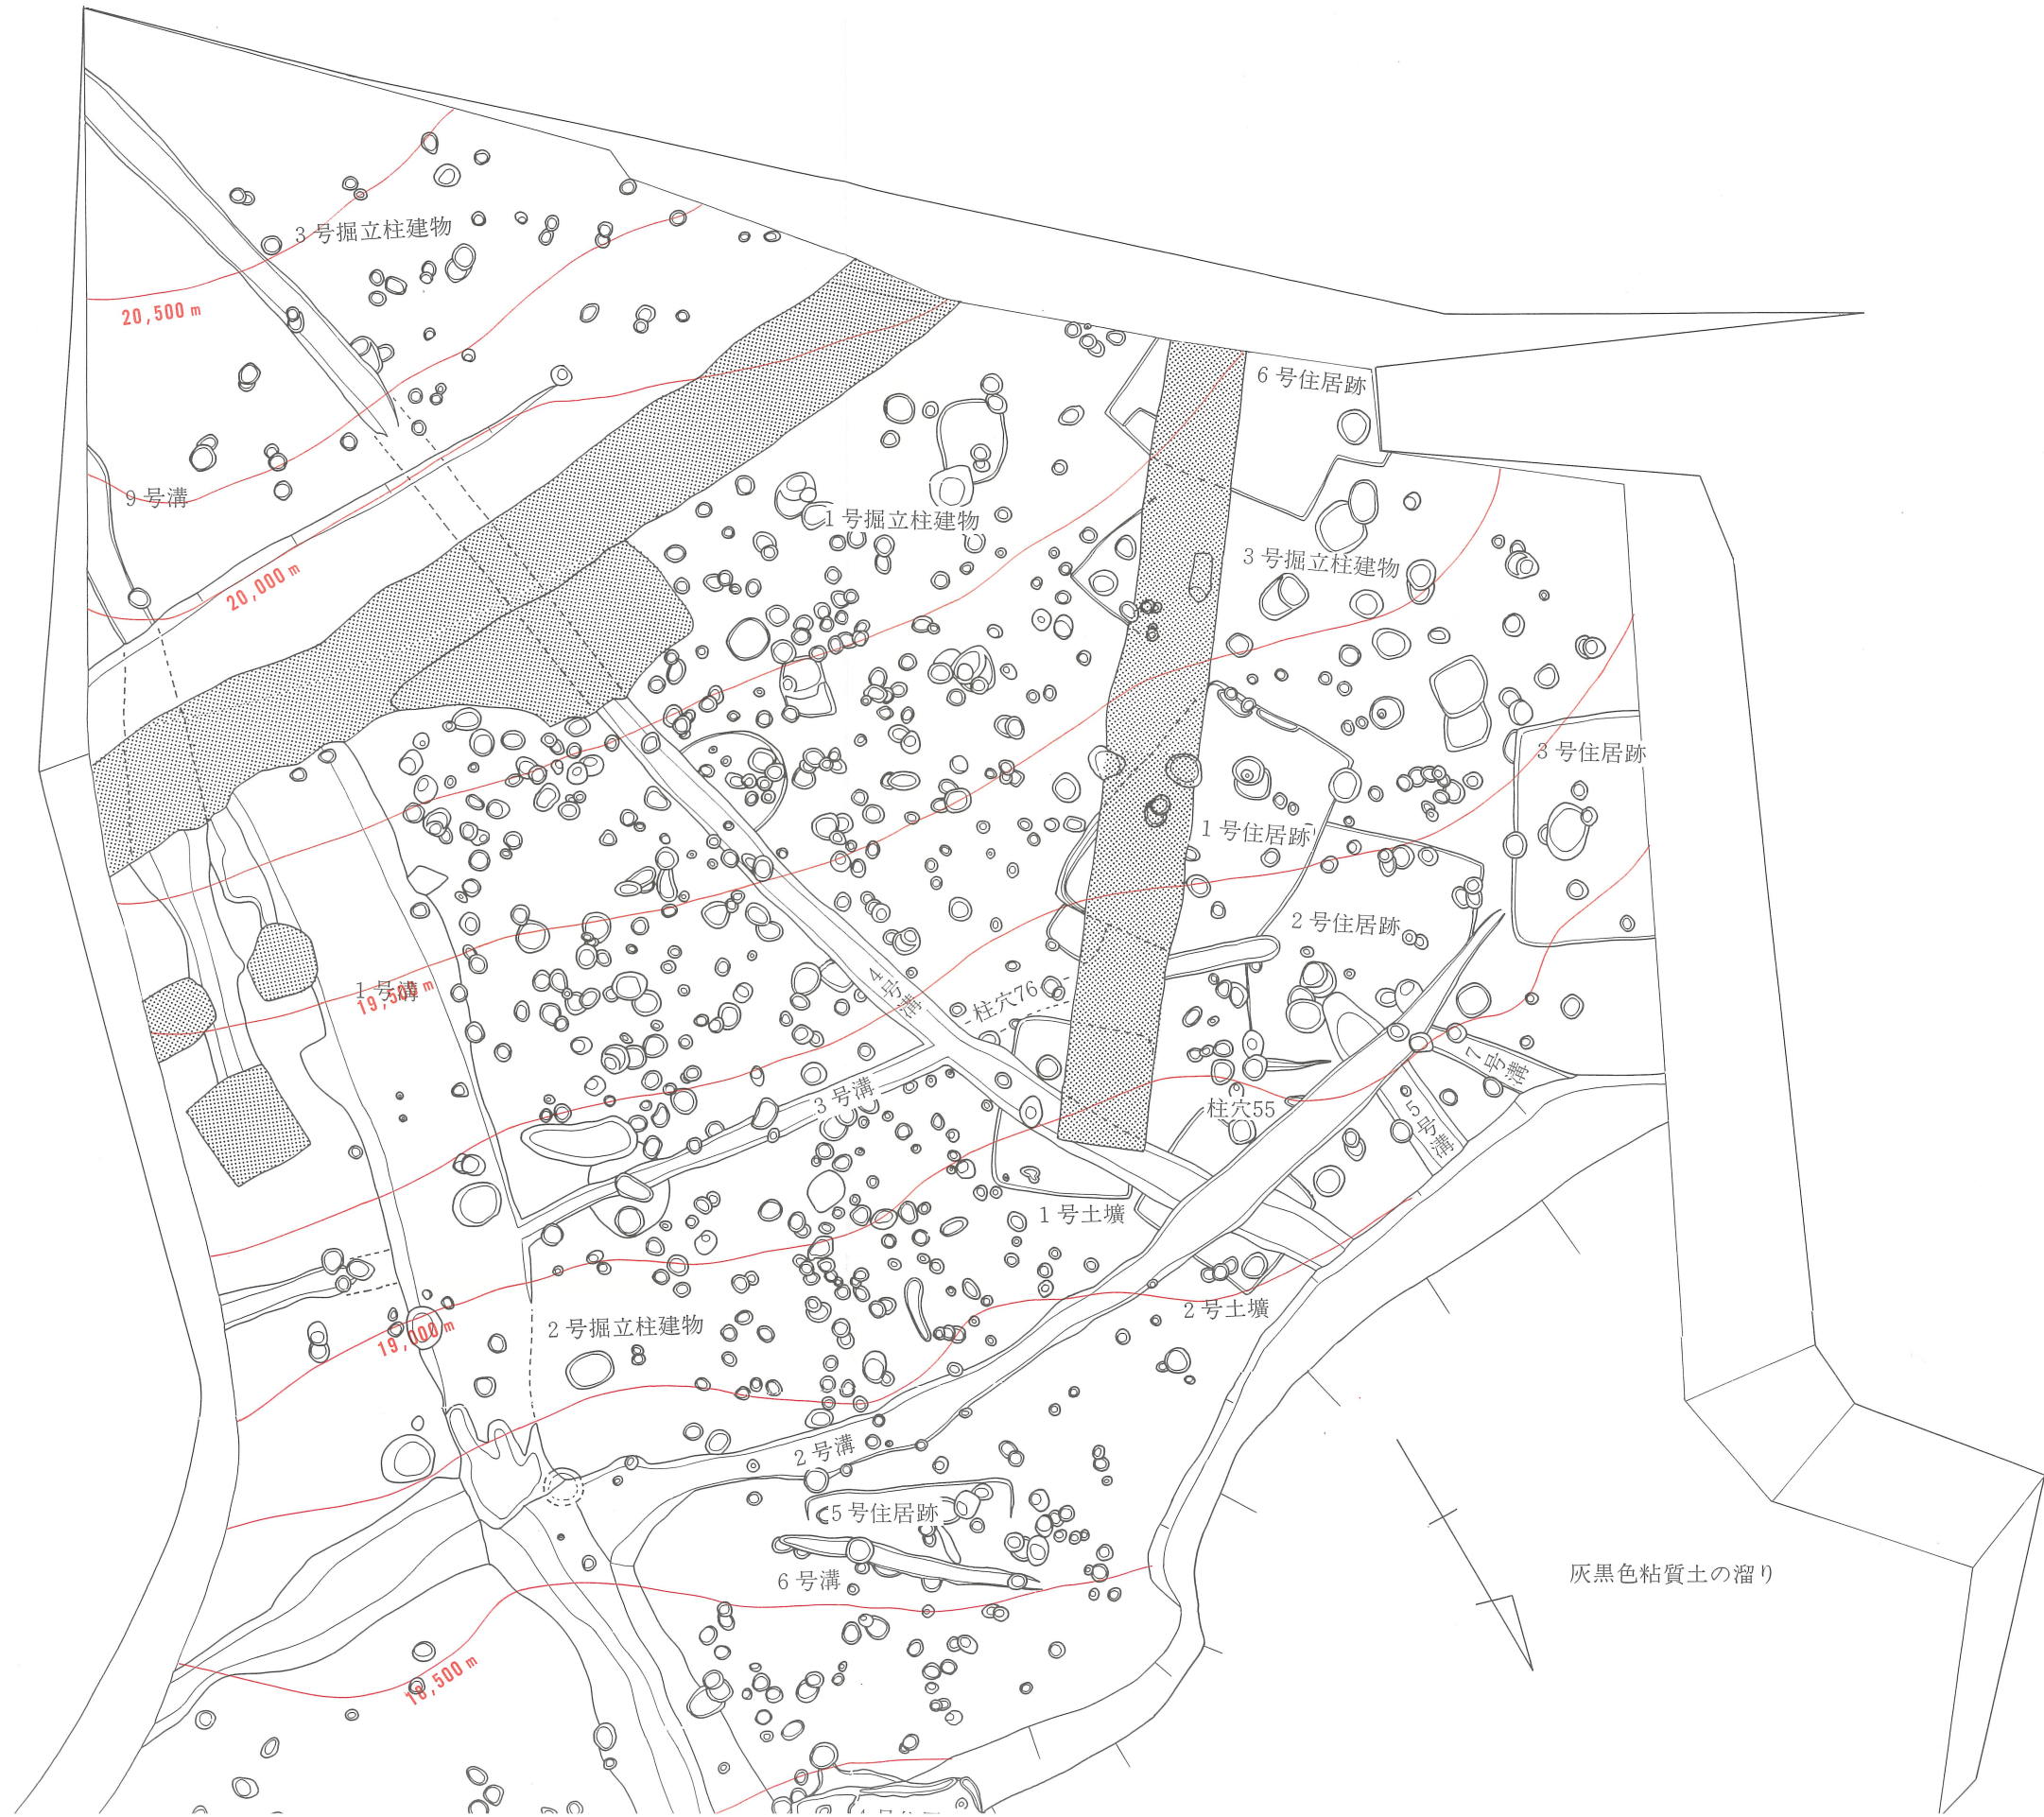 3号掘立柱建物
20,500m
6号住居跡
9号溝
1号掘立柱建物
3号掘立柱建物
20,000m
3号住居跡
1号住居跡
2号住居跡
1号溝
19,500m
4号溝
柱穴76
7号溝
3号溝
柱穴55
5号溝
1号土壙
2号土壙
19,000m
2号掘立柱建物
2号溝
5号住居跡
6号溝
灰黒色粘質土の溜り
18,500m